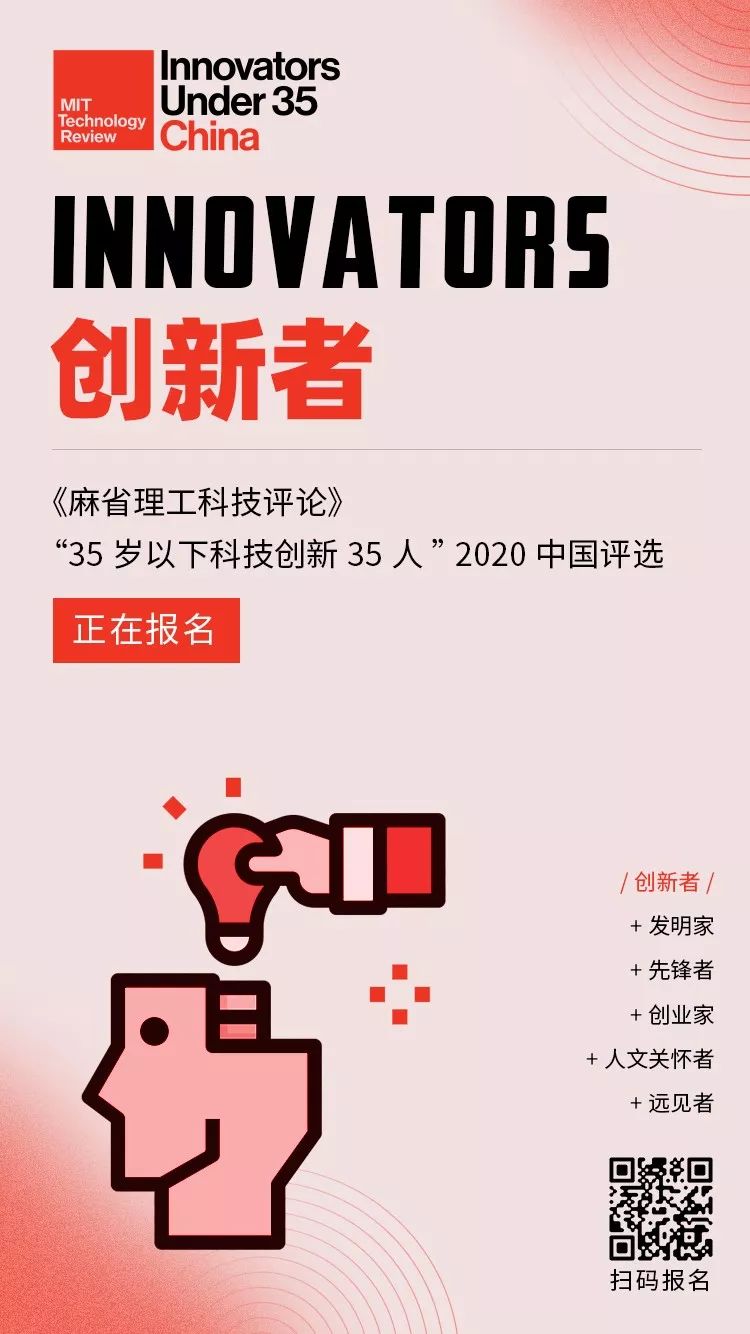 MIT
Technology
Review
Innovators
Under 35
China
INNOVATORS
创新者
《麻省理工科技评论》
“35 岁以下科技创新 35 人 ” 2020 中国评选
正在报名
/ 创新者 /
+ 发明家
+ 先锋者
+ 创业家
+ 人文关怀者
+ 远见者
扫码报名